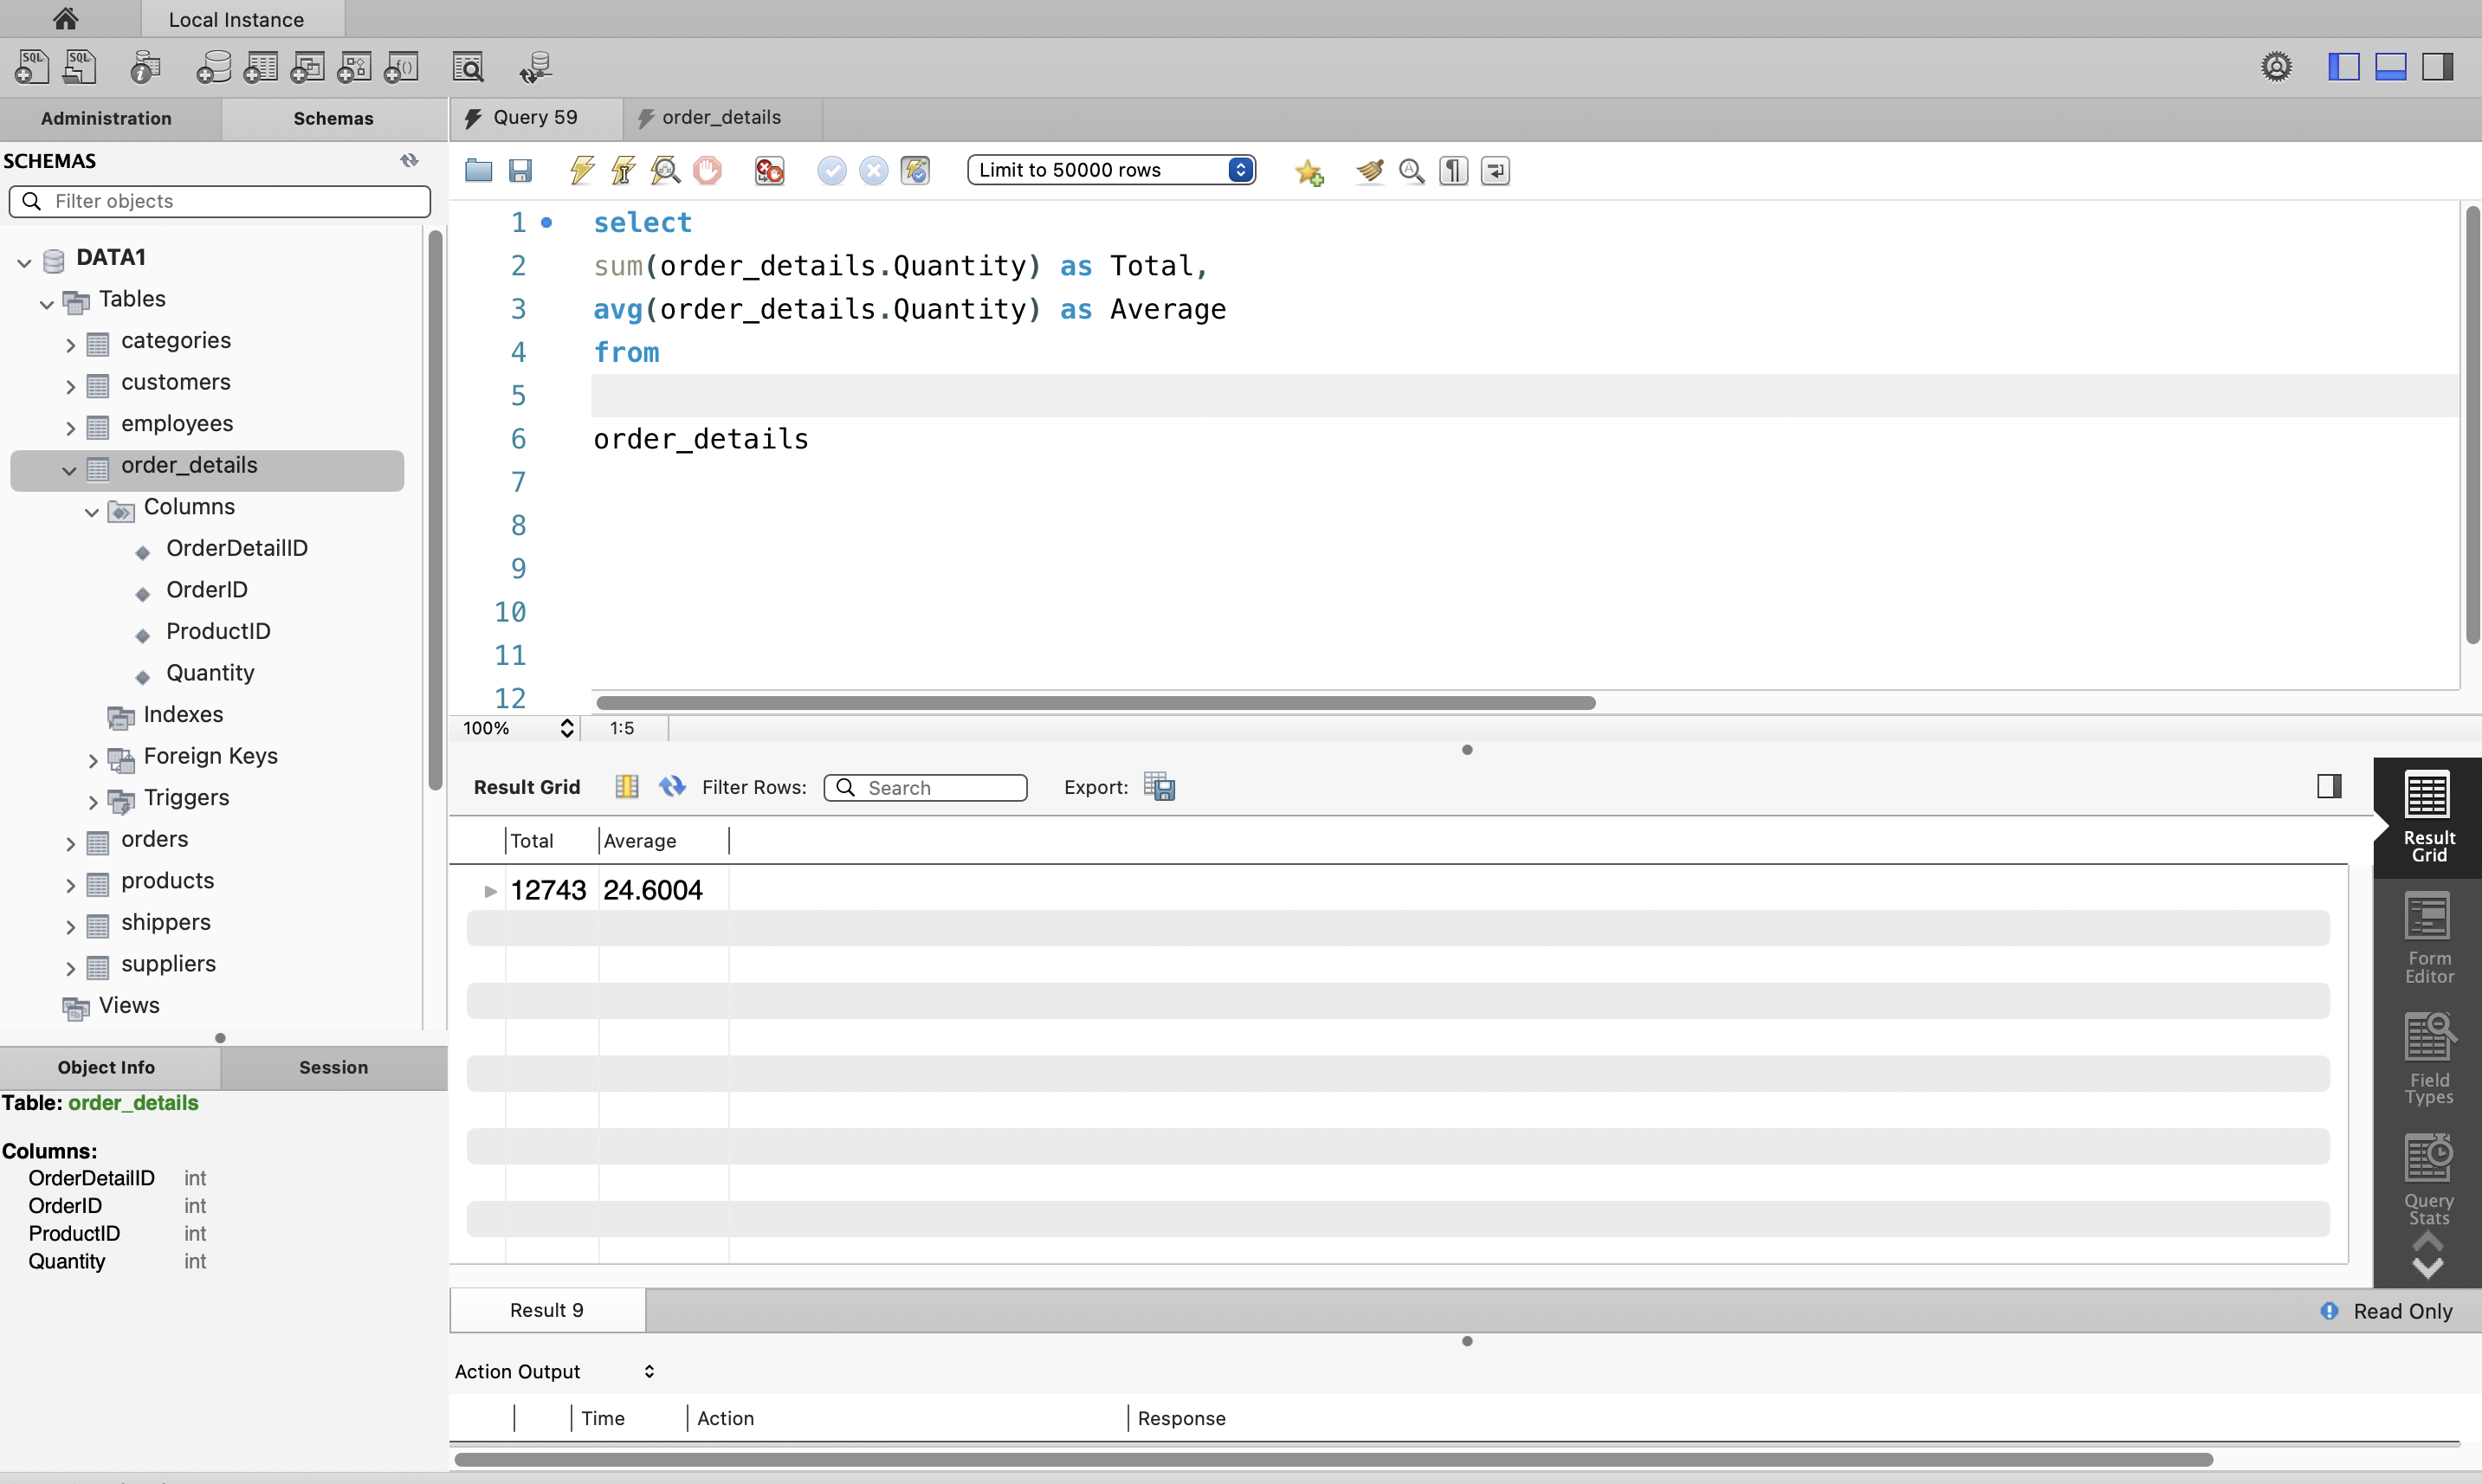 Local Instance
SQL SQL f()
Administration Schemas
SCHEMAS
Filter objects
DATA1
Tables
categories
customers
employees
order_details
Columns
OrderDetailID
OrderID
ProductID
Quantity
Indexes
Foreign Keys
Triggers
orders
products
shippers
suppliers
Views
Object Info Session
Table: order_details
Columns:
OrderDetailID int
OrderID int
ProductID int
Quantity int
Query 59 order_details
Limit to 50000 rows
1 select
2 sum(order_details.Quantity) as Total,
3 avg(order_details.Quantity) as Average
4 from
5
6 order_details
7
8
9
10
11
12
100% 1:5
Result Grid Filter Rows: Search Export:
Total Average
12743 24.6004
Result
Grid
Form
Editor
Field
Types
Query
Stats
Result 9 Read Only
Action Output
Time Action Response